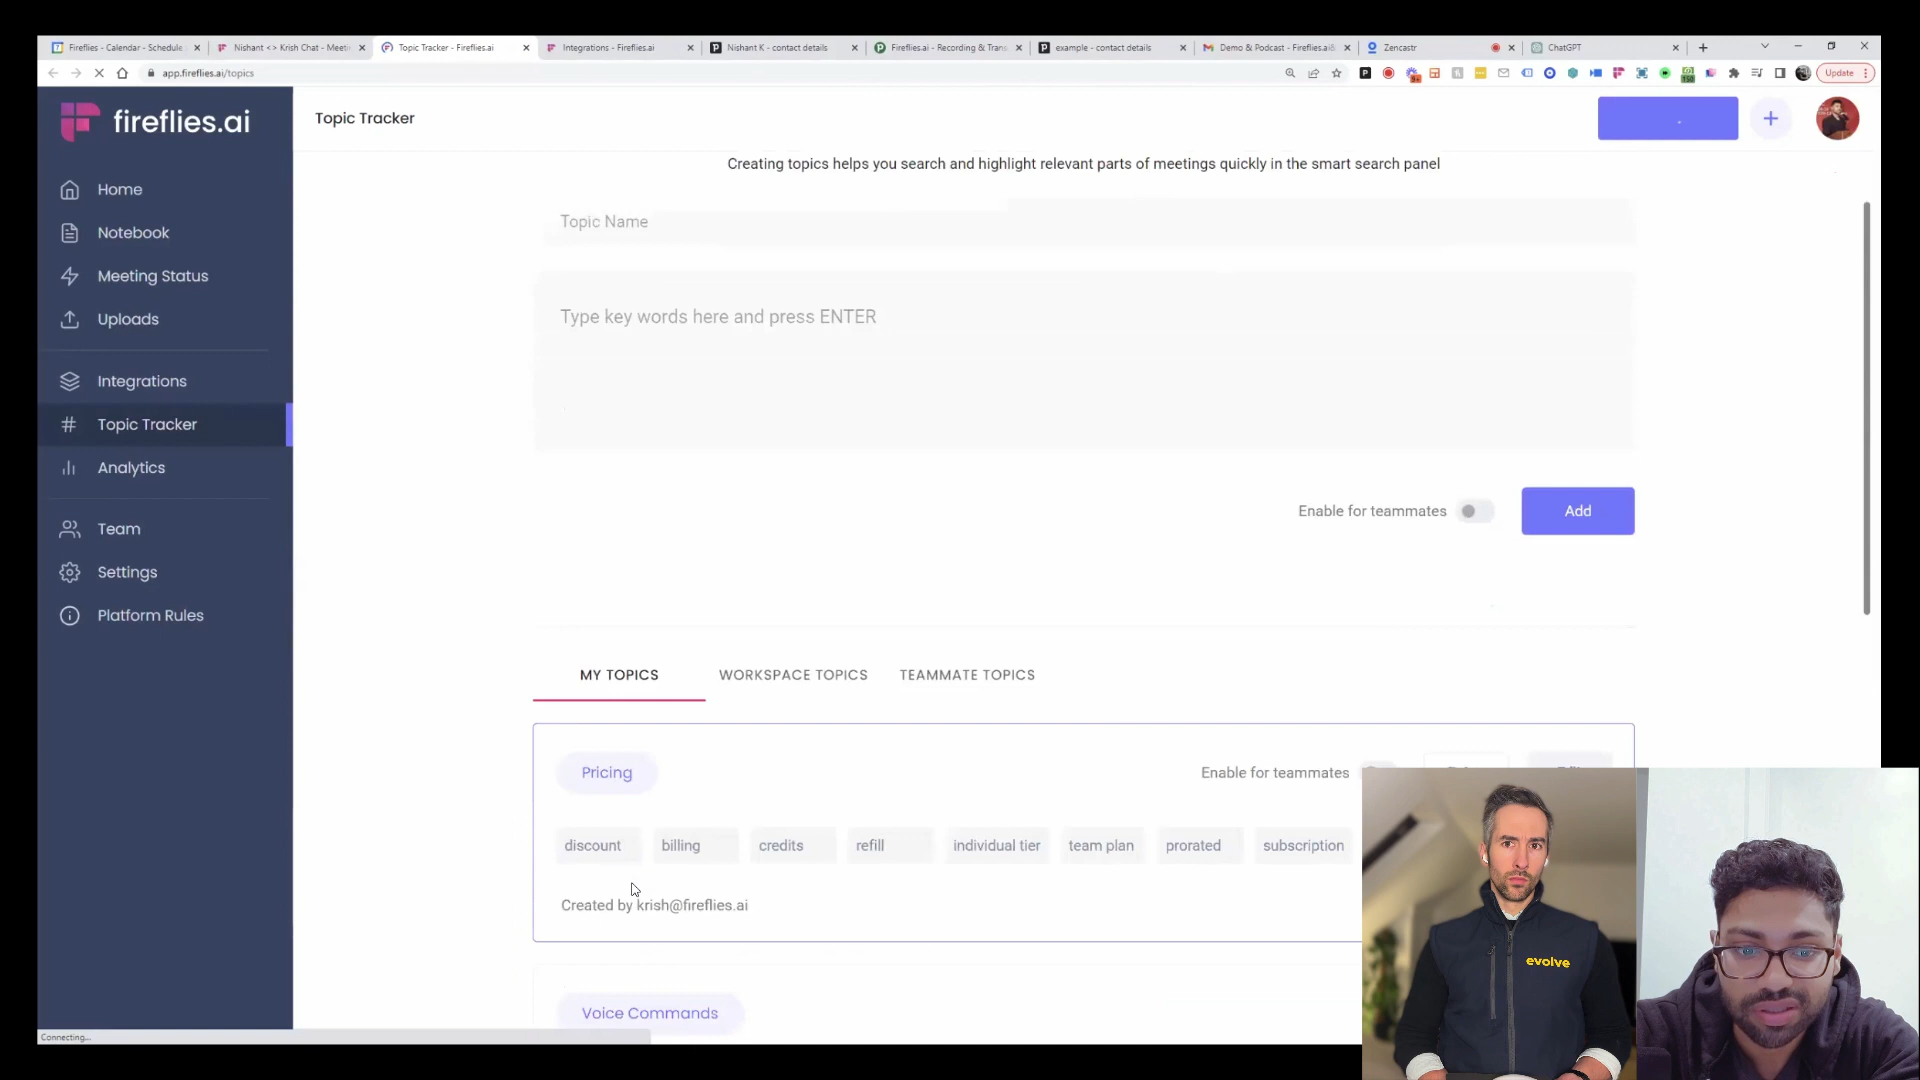 Fireflies - Calendar - Schedule
Nishant <> Krish Chat - Meeti
Topic Tracker - Fireflies.ai
Integrations - Fireflies.ai
Nishant K - contact details
Fireflies.ai - Recording & Trans
example - contact details
Demo & Podcast - Fireflies.ai
Zencastr
ChatGPT
app.fireflies.ai/topics
Update
fireflies.ai
Topic Tracker
Home
Notebook
Meeting Status
Uploads
Integrations
Topic Tracker
Analytics
Team
Settings
Platform Rules
Creating topics helps you search and highlight relevant parts of meetings quickly in the smart search panel
Topic Name
Type key words here and press ENTER
Enable for teammates
Add
MY TOPICS
WORKSPACE TOPICS
TEAMMATE TOPICS
Pricing
Enable for teammates
discount
billing
credits
refill
individual tier
team plan
prorated
subscription
Created by krish@fireflies.ai
Voice Commands
Connecting...
evolve